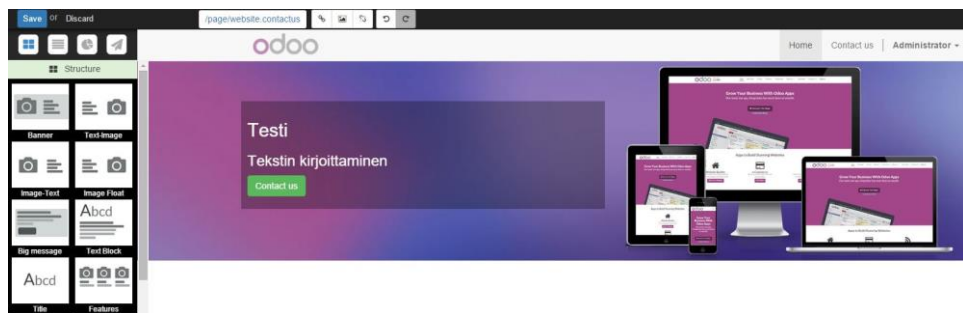 Save or Discard
/page/website.contactus
odoo
Home
Contact us
Administrator
Structure
Banner
Text-Image
Image-Text
Image Float
Abcd
Big message
Text Block
Abcd
Title
Features
Testi
Tekstin kirjoittaminen
Contact us